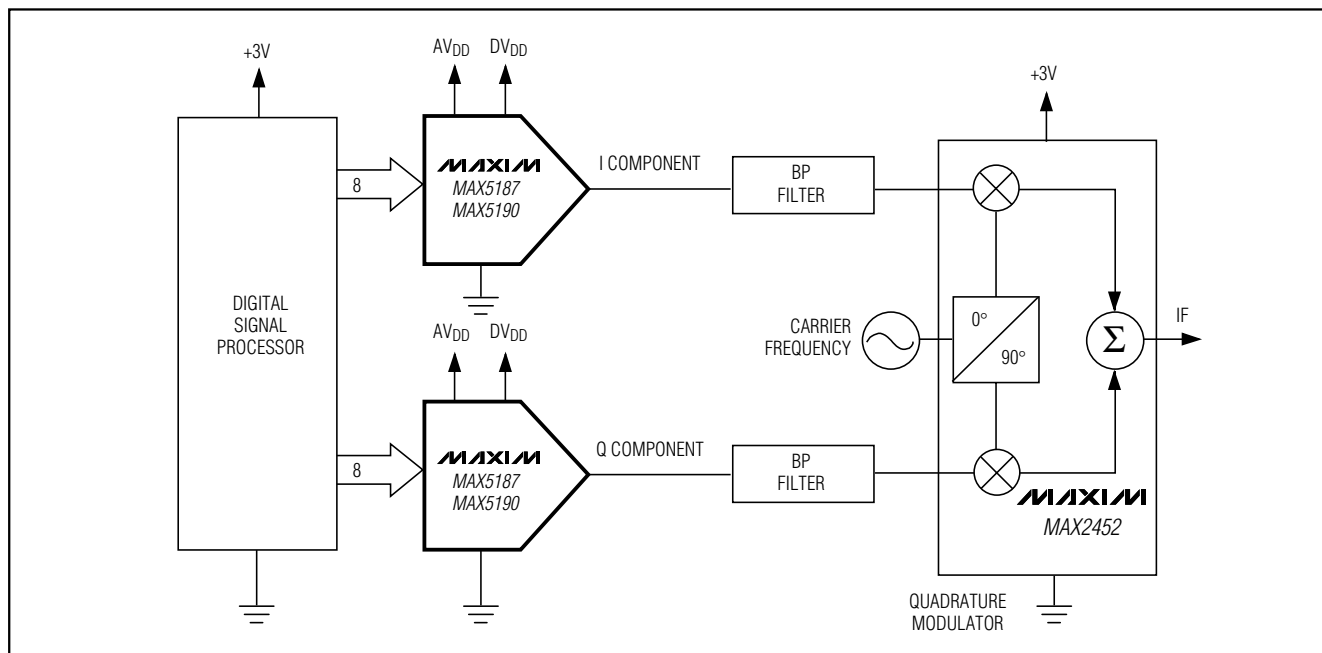 +3V
AVDD DVDD
+3V
8
MAXIM
MAX5187
MAX5190
I COMPONENT
BP
FILTER
DIGITAL
SIGNAL
PROCESSOR
AVDD DVDD
CARRIER
FREQUENCY
0°
90°
Σ
IF
8
MAXIM
MAX5187
MAX5190
Q COMPONENT
BP
FILTER
MAXIM
MAX2452
QUADRATURE
MODULATOR